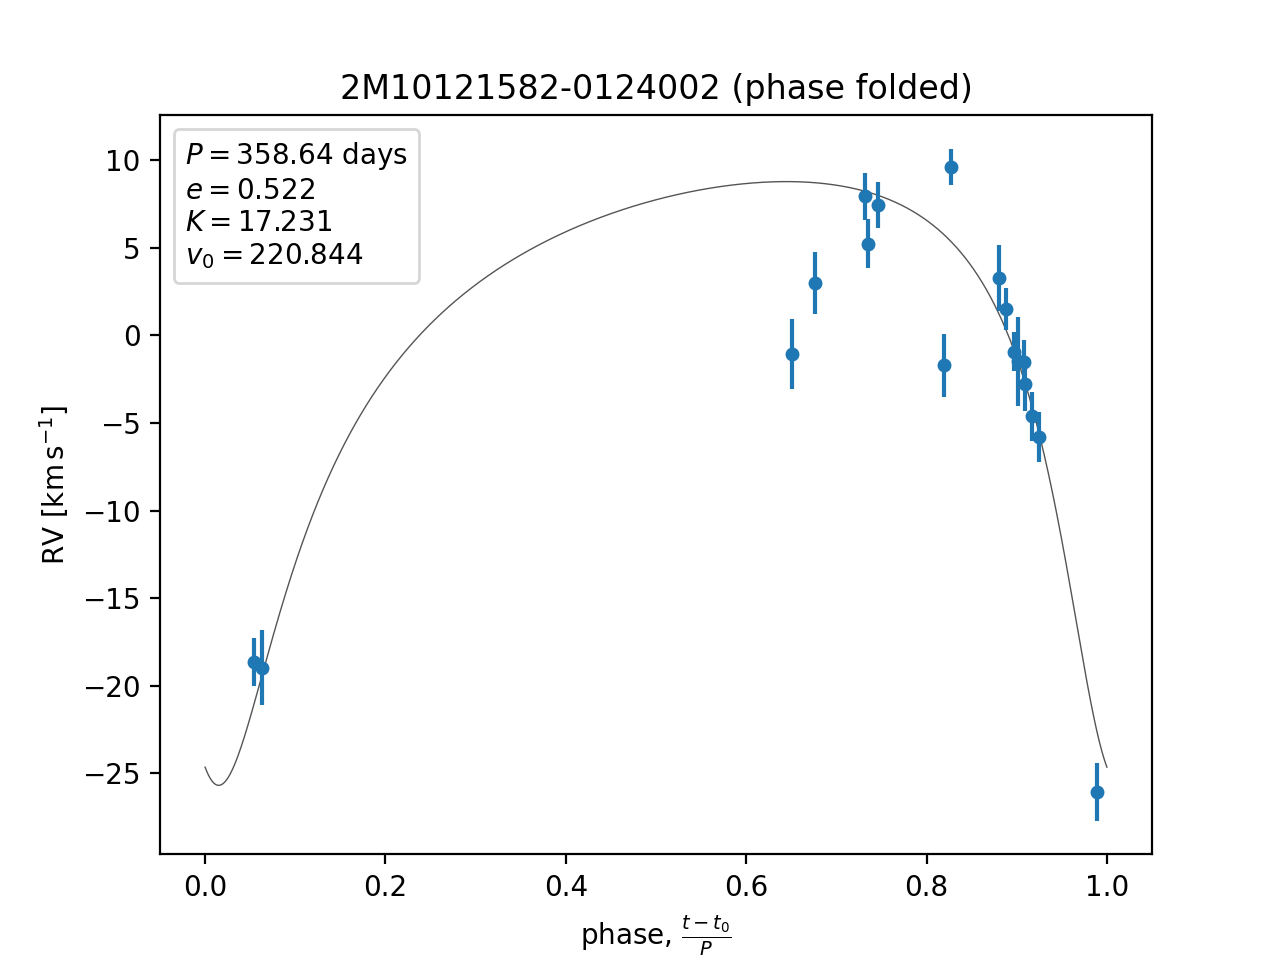 2M10121582-0124002 (phase folded)
P = 358.64 days
e = 0.522
K = 17.231
v₀ = 220.844
10
5
0
−5
−10
−15
−20
−25
RV [km s⁻¹]
0.0 0.2 0.4 0.6 0.8 1.0
phase, (t − t₀)/P